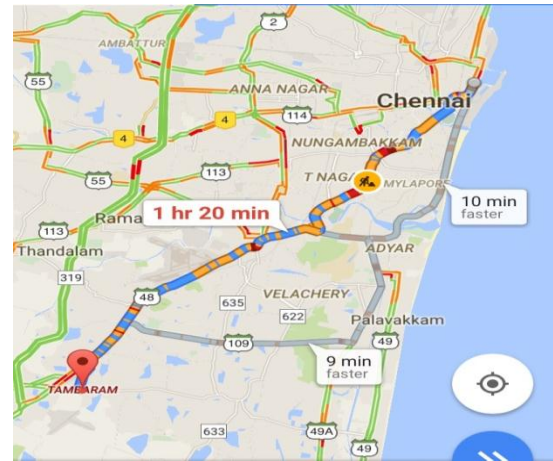 2
AMBATTUR
55
ANNA NAGAR
Chennai
114
4
4
NUNGAMBAKKAM
113
55
T NAGA
MYLAPORE
10 min
faster
Rama
1 hr 20 min
113
Thandalam
ADYAR
319
48
VELACHERY
635
622
Palavakkam
109
49
9 min
faster
TAMBARAM
633
49A